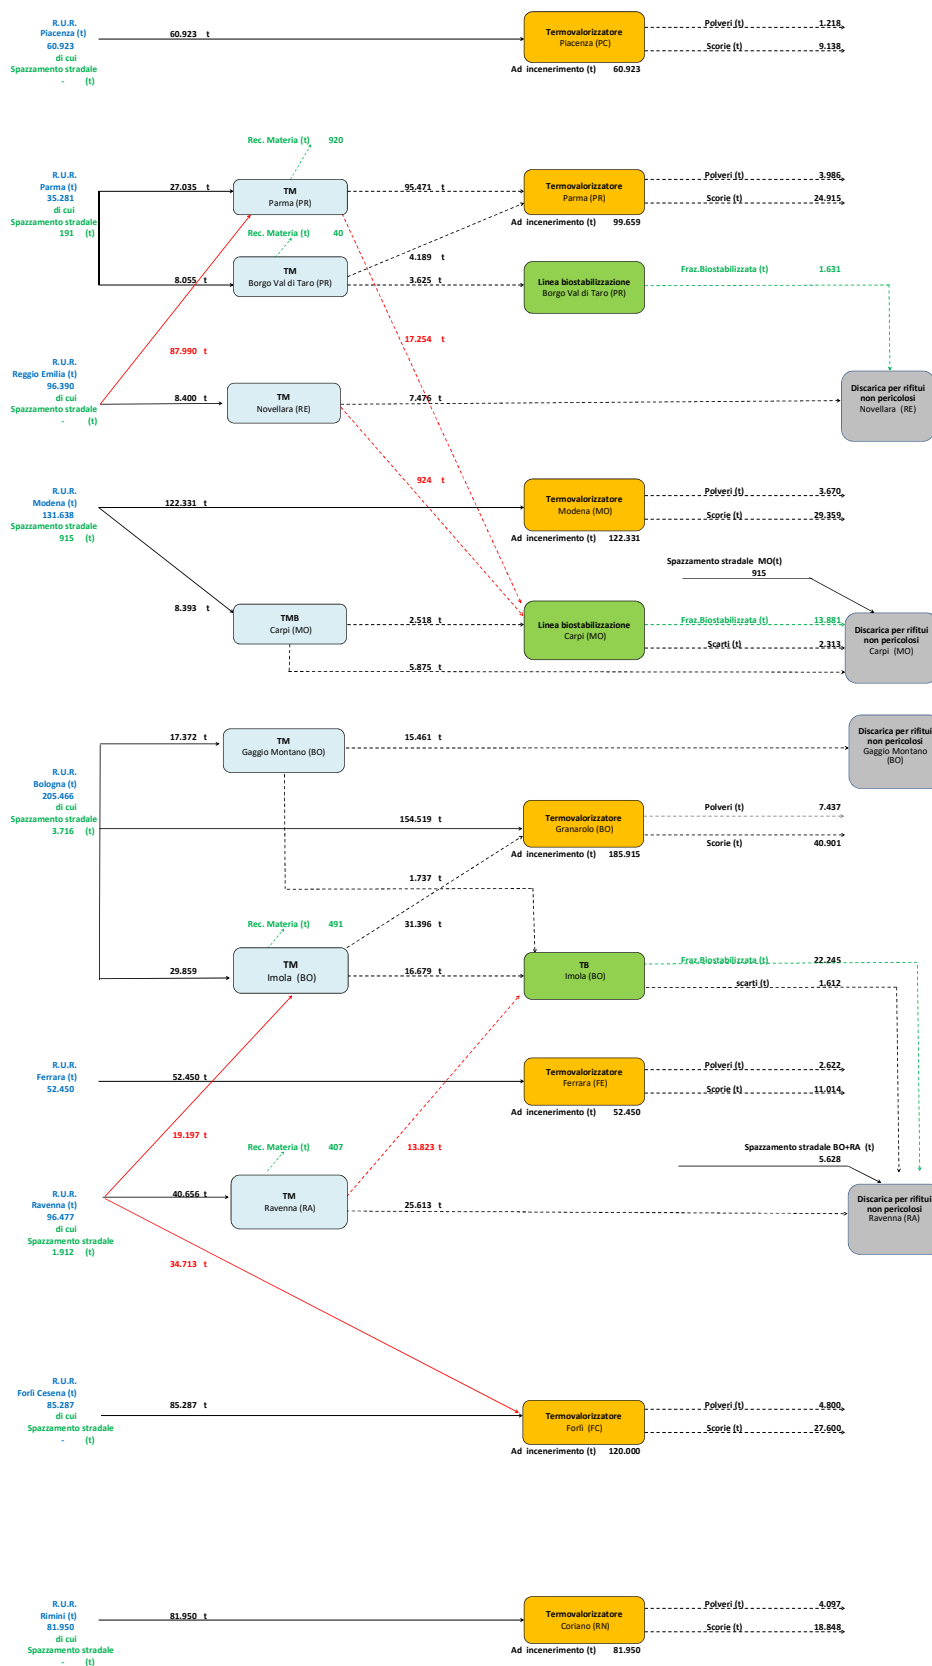 R.U.R.
Piacenza (t)
60.923
di cui
Spazzamento stradale
- (t)
60.923 t
Termovalorizzatore
Piacenza (PC)
Ad incenerimento (t) 60.923
Polveri (t) 1.218
Scorie (t) 9.138
Rec. Materia (t) 920
R.U.R.
Parma (t)
35.281
di cui
Spazzamento stradale
191 (t)
27.035 t
TM
Parma (PR)
95.471 t
Termovalorizzatore
Parma (PR)
Ad incenerimento (t) 99.659
Polveri (t) 3.986
Scorie (t) 24.915
Rec. Materia (t) 40
8.055 t
TM
Borgo Val di Taro (PR)
4.189 t
3.625 t
Linea biostabilizzazione
Borgo Val di Taro (PR)
Fraz.Biostabilizzata (t) 1.631
17.254 t
87.990 t
R.U.R.
Reggio Emilia (t)
96.390
di cui
Spazzamento stradale
- (t)
8.400 t
TM
Novellara (RE)
7.476 t
Discarica per rifitui
non pericolosi
Novellara (RE)
924 t
R.U.R.
Modena (t)
131.638
Spazzamento stradale
915 (t)
122.331 t
Termovalorizzatore
Modena (MO)
Ad incenerimento (t) 122.331
Polveri (t) 3.670
Scorie (t) 29.359
Spazzamento stradale MO(t)
915
8.393 t
TMB
Carpi (MO)
2.518 t
5.875 t
Linea biostabilizzazione
Carpi (MO)
Fraz.Biostabilizzata (t) 13.881
Scarti (t) 2.313
Discarica per rifitui
non pericolosi
Carpi (MO)
17.372 t
TM
Gaggio Montano (BO)
15.461 t
Discarica per rifitui
non pericolosi
Gaggio Montano
(BO)
R.U.R.
Bologna (t)
205.466
di cui
Spazzamento stradale
3.716 (t)
154.519 t
Termovalorizzatore
Granarolo (BO)
Ad incenerimento (t) 185.915
Polveri (t) 7.437
Scorie (t) 40.901
1.737 t
31.396 t
Rec. Materia (t) 491
29.859
TM
Imola (BO)
16.679 t
TB
Imola (BO)
Fraz.Biostabilizzata (t) 22.245
scarti (t) 1.612
R.U.R.
Ferrara (t)
52.450
52.450 t
Termovalorizzatore
Ferrara (FE)
Ad incenerimento (t) 52.450
Polveri (t) 2.622
Scorie (t) 11.014
19.197 t
Rec. Materia (t) 407
13.823 t
Spazzamento stradale BO+RA (t)
5.628
R.U.R.
Ravenna (t)
96.477
di cui
Spazzamento stradale
1.912 (t)
40.656 t
TM
Ravenna (RA)
25.613 t
Discarica per rifitui
non pericolosi
Ravenna (RA)
34.713 t
R.U.R.
Forlì Cesena (t)
85.287
di cui
Spazzamento stradale
- (t)
85.287 t
Termovalorizzatore
Forlì (FC)
Ad incenerimento (t) 120.000
Polveri (t) 4.800
Scorie (t) 27.600
R.U.R.
Rimini (t)
81.950
di cui
Spazzamento stradale
- (t)
81.950 t
Termovalorizzatore
Coriano (RN)
Ad incenerimento (t) 81.950
Polveri (t) 4.097
Scorie (t) 18.848